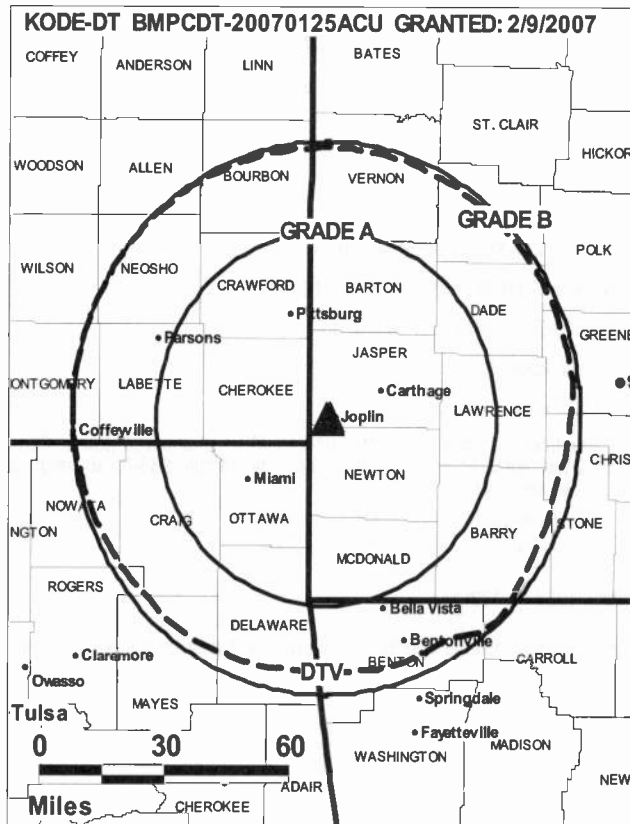 KODE-DT BMPCDT-20070125ACU GRANTED: 2/9/2007
COFFEY
ANDERSON
LINN
BATES
ST. CLAIR
HICKOR
WOODSON
ALLEN
BOURBON
VERNON
GRADE A
GRADE B
POLK
WILSON
NEOSHO
CRAWFORD
BARTON
DADE
Pittsburg
Parsons
JASPER
GREENE
ONTGOMERY
LABETTE
CHEROKEE
Carthage
S
LAWRENCE
Joplin
Coffeyville
CHRIS
Miami
NEWTON
NOWATA
OTTAWA
CRAIG
NGTON
BARRY
STONE
MCDONALD
ROGERS
DELAWARE
Bella Vista
Bentonville
Claremore
BENTON
CARROLL
Owasso
DTV
MAYES
Springdale
Tulsa
Fayetteville
0 30 60
WASHINGTON
MADISON
NEW
ADAIR
Miles
CHEROKEE